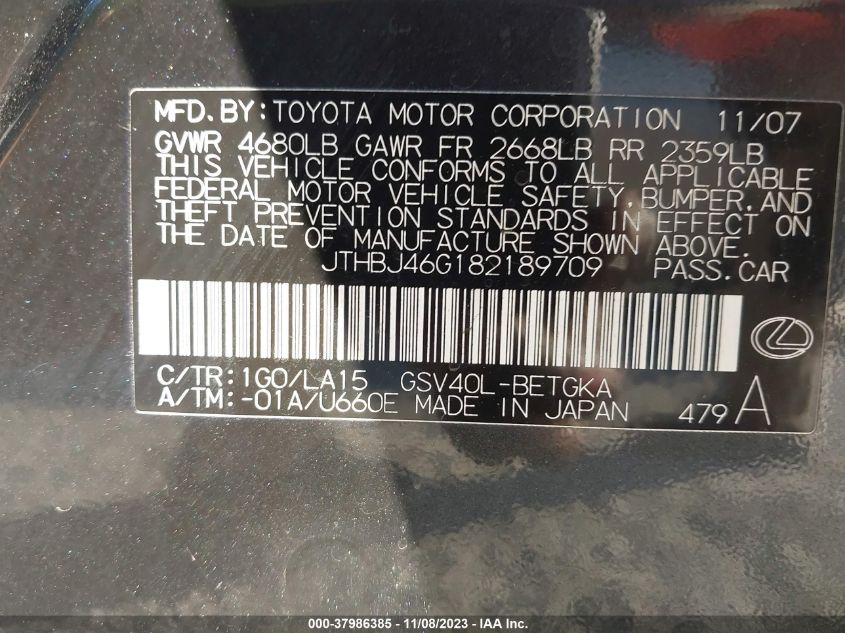 MFD. BY: TOYOTA MOTOR CORPORATION 11/07
GVWR 4680LB GAWR FR 2668LB RR 2359LB
THIS VEHICLE CONFORMS TO ALL APPLICABLE
FEDERAL MOTOR VEHICLE SAFETY, BUMPER, AND
THEFT PREVENTION STANDARDS IN EFFECT ON
THE DATE OF MANUFACTURE SHOWN ABOVE.
JTHBJ46G182189709 PASS. CAR
C/TR: 1G0/LA15 GSV40L-BETGKA
A/TM: -01A/U660E MADE IN JAPAN 479 A
000-37986385 - 11/08/2023 - IAAI Inc.